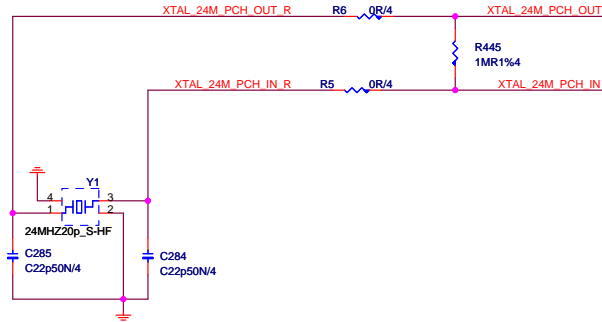 XTAL_24M_PCH_OUT_R R6 0R/4 XTAL_24M_PCH_OUT
R445
1MR1%4
XTAL_24M_PCH_IN_R R5 0R/4 XTAL_24M_PCH_IN
Y1
4 3
1 2
24MHZ20p_S-HF
C285
C22p50N/4
C284
C22p50N/4